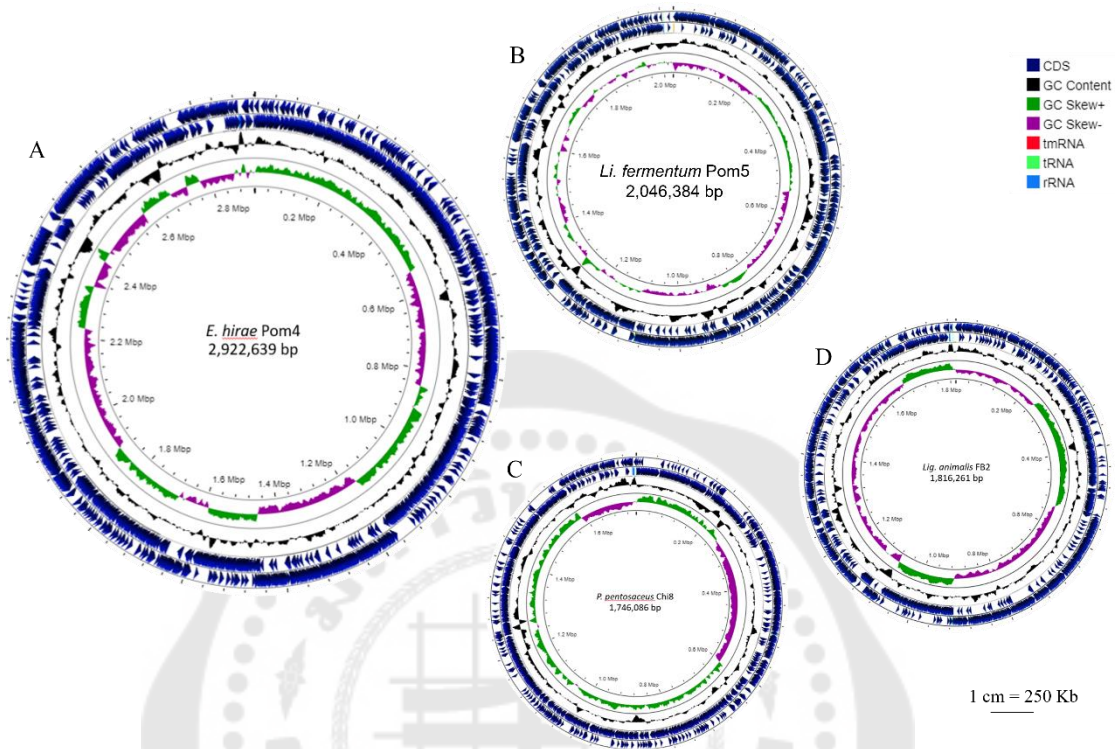 A
0.2 Mbp
0.4 Mbp
0.6 Mbp
0.8 Mbp
1.0 Mbp
1.2 Mbp
1.4 Mbp
1.6 Mbp
1.8 Mbp
2.0 Mbp
2.2 Mbp
2.4 Mbp
2.6 Mbp
2.8 Mbp
E. hirae Pom4
2,922,639 bp
B
0.2 Mbp
0.4 Mbp
0.6 Mbp
0.8 Mbp
1.0 Mbp
1.2 Mbp
1.4 Mbp
1.6 Mbp
1.8 Mbp
2.0 Mbp
Li. fermentum Pom5
2,046,384 bp
CDS
GC Content
GC Skew+
GC Skew-
tmRNA
tRNA
rRNA
C
0.2 Mbp
0.4 Mbp
0.6 Mbp
0.8 Mbp
1.0 Mbp
1.2 Mbp
1.4 Mbp
1.6 Mbp
P. pentosaceus Chi8
1,746,086 bp
D
0.2 Mbp
0.4 Mbp
0.6 Mbp
0.8 Mbp
1.0 Mbp
1.2 Mbp
1.4 Mbp
1.6 Mbp
1.8 Mbp
Lig. animalis FB2
1,816,261 bp
1 cm = 250 Kb